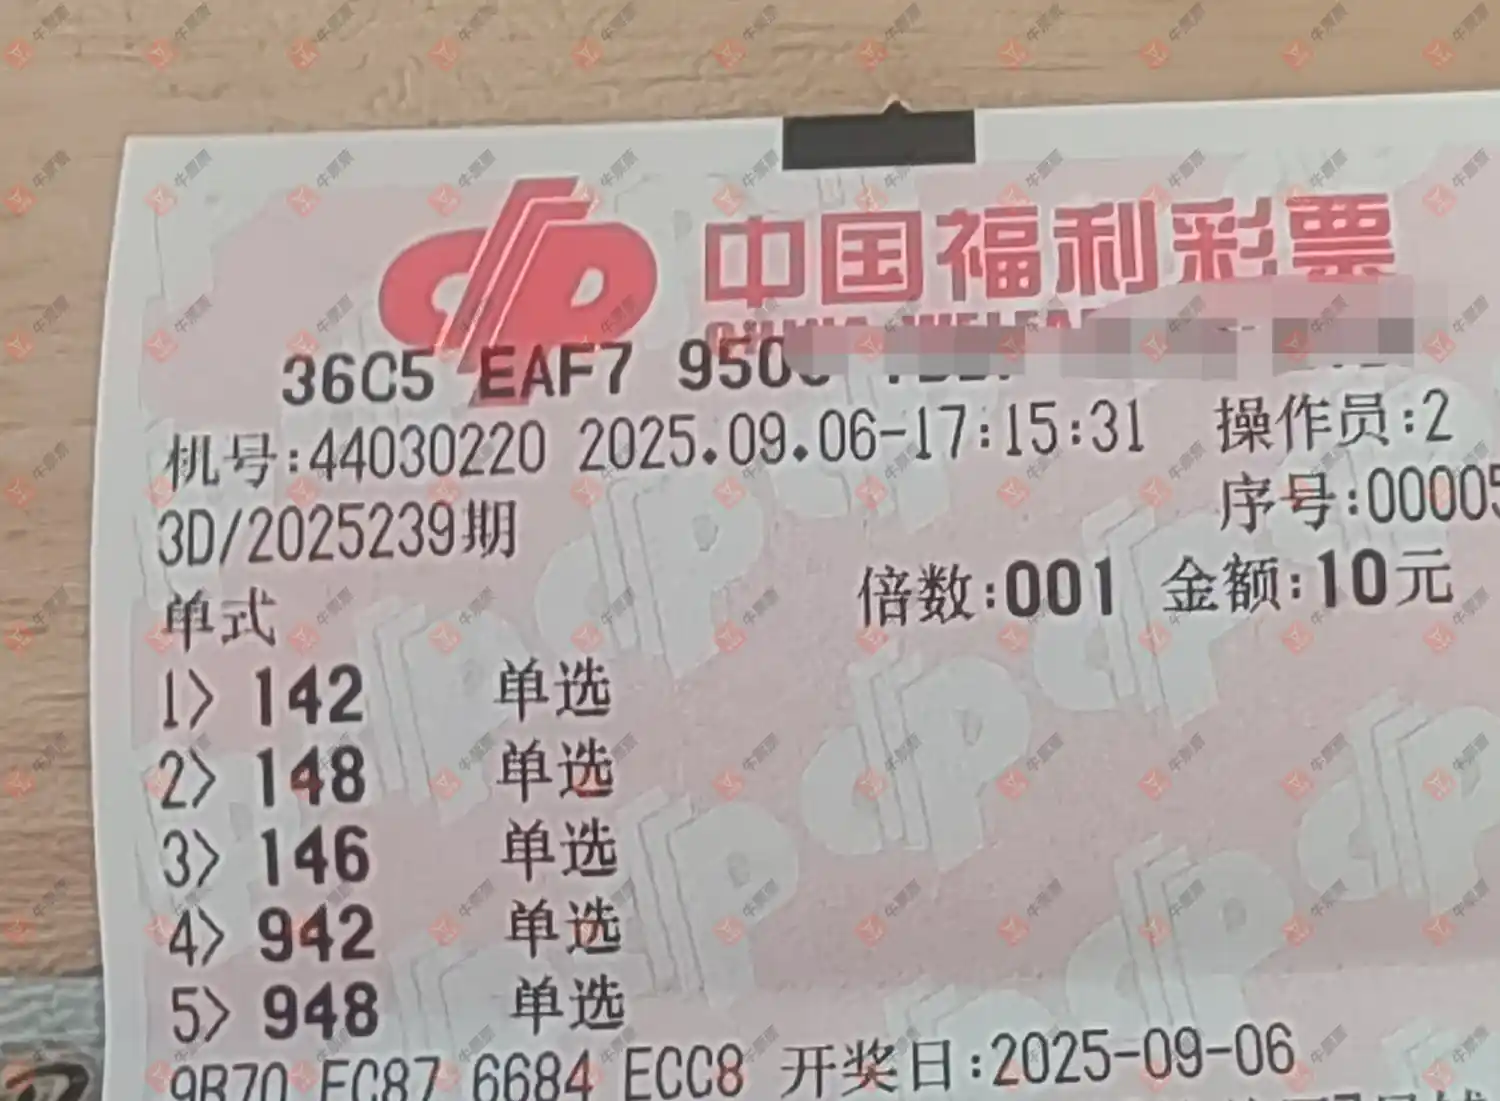 中国福利彩票
36C5 EAF7 950
机号:44030220 2025.09.06-17:15:31 操作员:2
3D/2025239期 序号:00005
单式 倍数:001 金额:10元
1> 142 单选
2> 148 单选
3> 146 单选
4> 942 单选
5> 948 单选
9B70 EC87 6684 ECC8 开奖日:2025-09-06